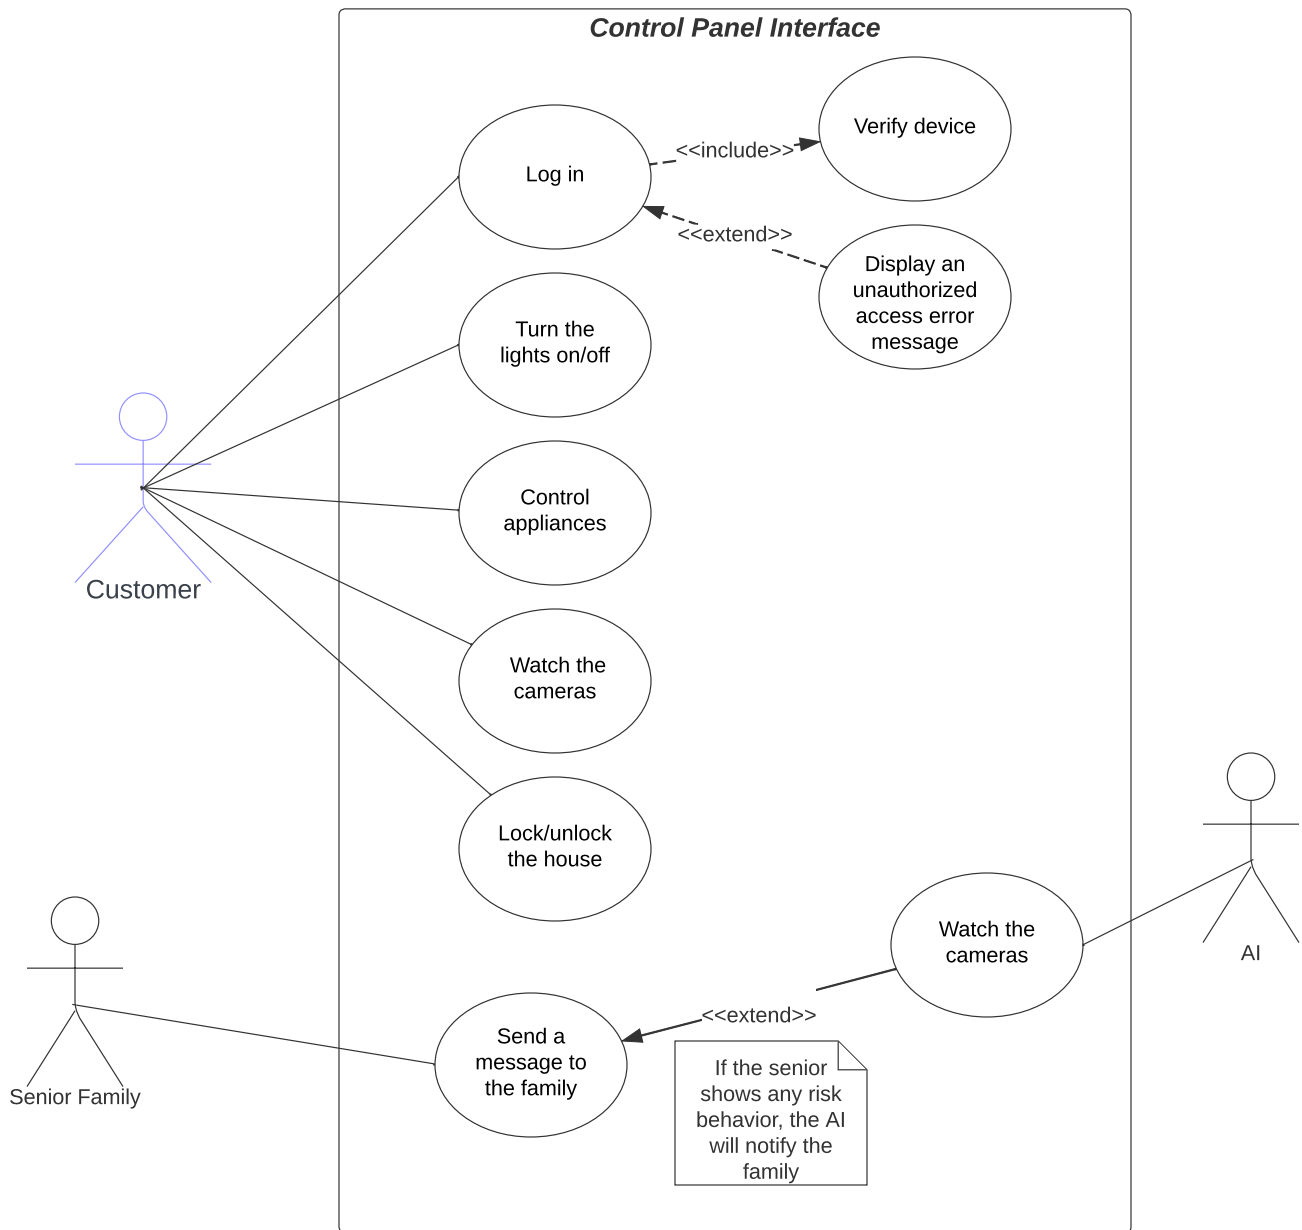 Control Panel Interface
Verify device
<<include>>
Log in
<<extend>>
Display an
unauthorized
access error
message
Turn the
lights on/off
Control
appliances
Customer
Watch the
cameras
Lock/unlock
the house
Watch the
cameras
AI
<<extend>>
Send a
message to
the family
Senior Family
If the senior
shows any risk
behavior, the AI
will notify the
family